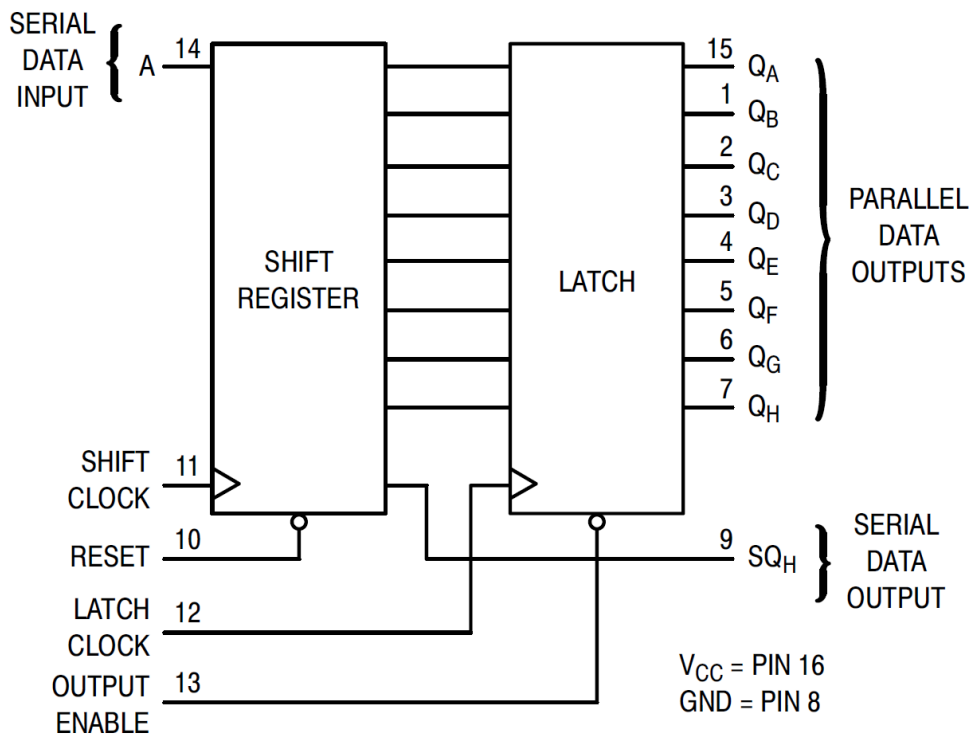 SERIAL
DATA
INPUT
A
14
SHIFT
REGISTER
LATCH
15
QA
1
QB
2
QC
3
QD
4
QE
5
QF
6
QG
7
QH
PARALLEL
DATA
OUTPUTS
SHIFT
CLOCK
11
RESET
10
LATCH
CLOCK
12
OUTPUT
ENABLE
13
9
SQH
SERIAL
DATA
OUTPUT
VCC = PIN 16
GND = PIN 8